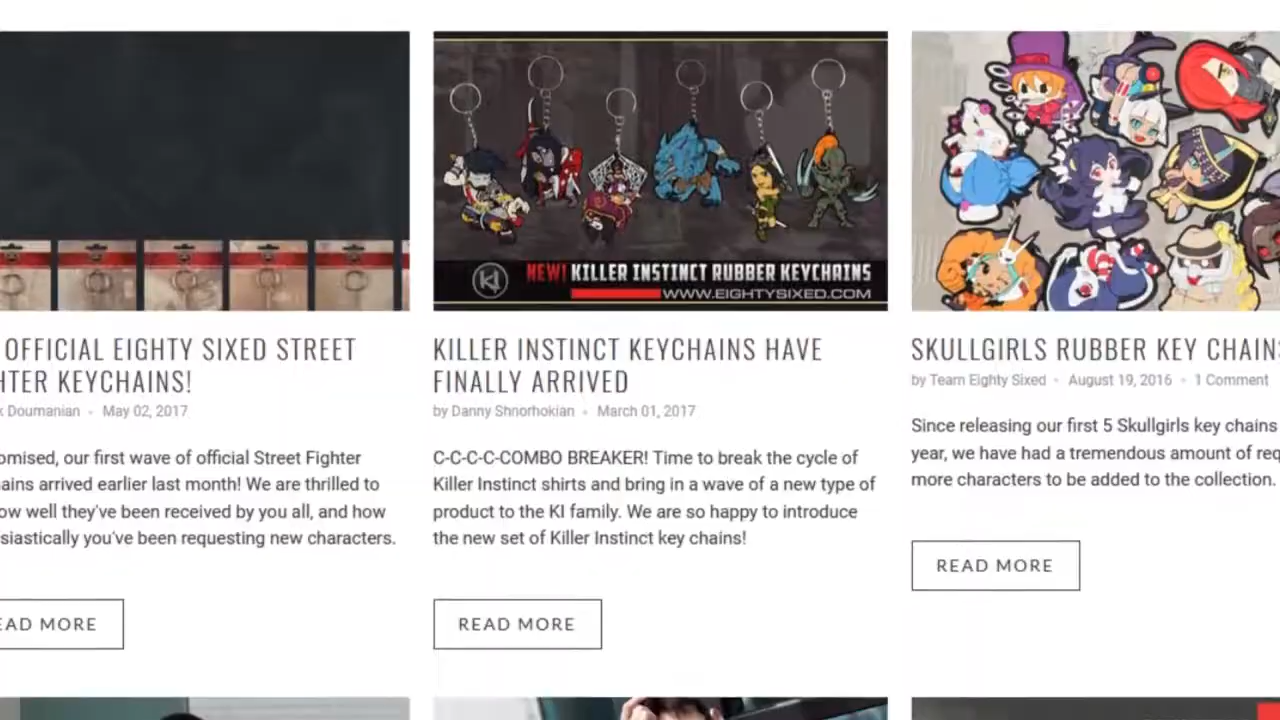 NEW! KILLER INSTINCT RUBBER KEYCHAINS
WWW.EIGHTYSIXED.COM
OFFICIAL EIGHTY SIXED STREET
HTER KEYCHAINS!
k Doumanian • May 02, 2017
omised, our first wave of official Street Fighter
ains arrived earlier last month! We are thrilled to
ow well they've been received by you all, and how
siastically you've been requesting new characters.
EAD MORE
KILLER INSTINCT KEYCHAINS HAVE
FINALLY ARRIVED
by Danny Shnorhokian • March 01, 2017
C-C-C-C-COMBO BREAKER! Time to break the cycle of
Killer Instinct shirts and bring in a wave of a new type of
product to the KI family. We are so happy to introduce
the new set of Killer Instinct key chains!
READ MORE
SKULLGIRLS RUBBER KEY CHAINS
by Team Eighty Sixed • August 19, 2016 • 1 Comment
Since releasing our first 5 Skullgirls key chains
year, we have had a tremendous amount of req
more characters to be added to the collection.
READ MORE